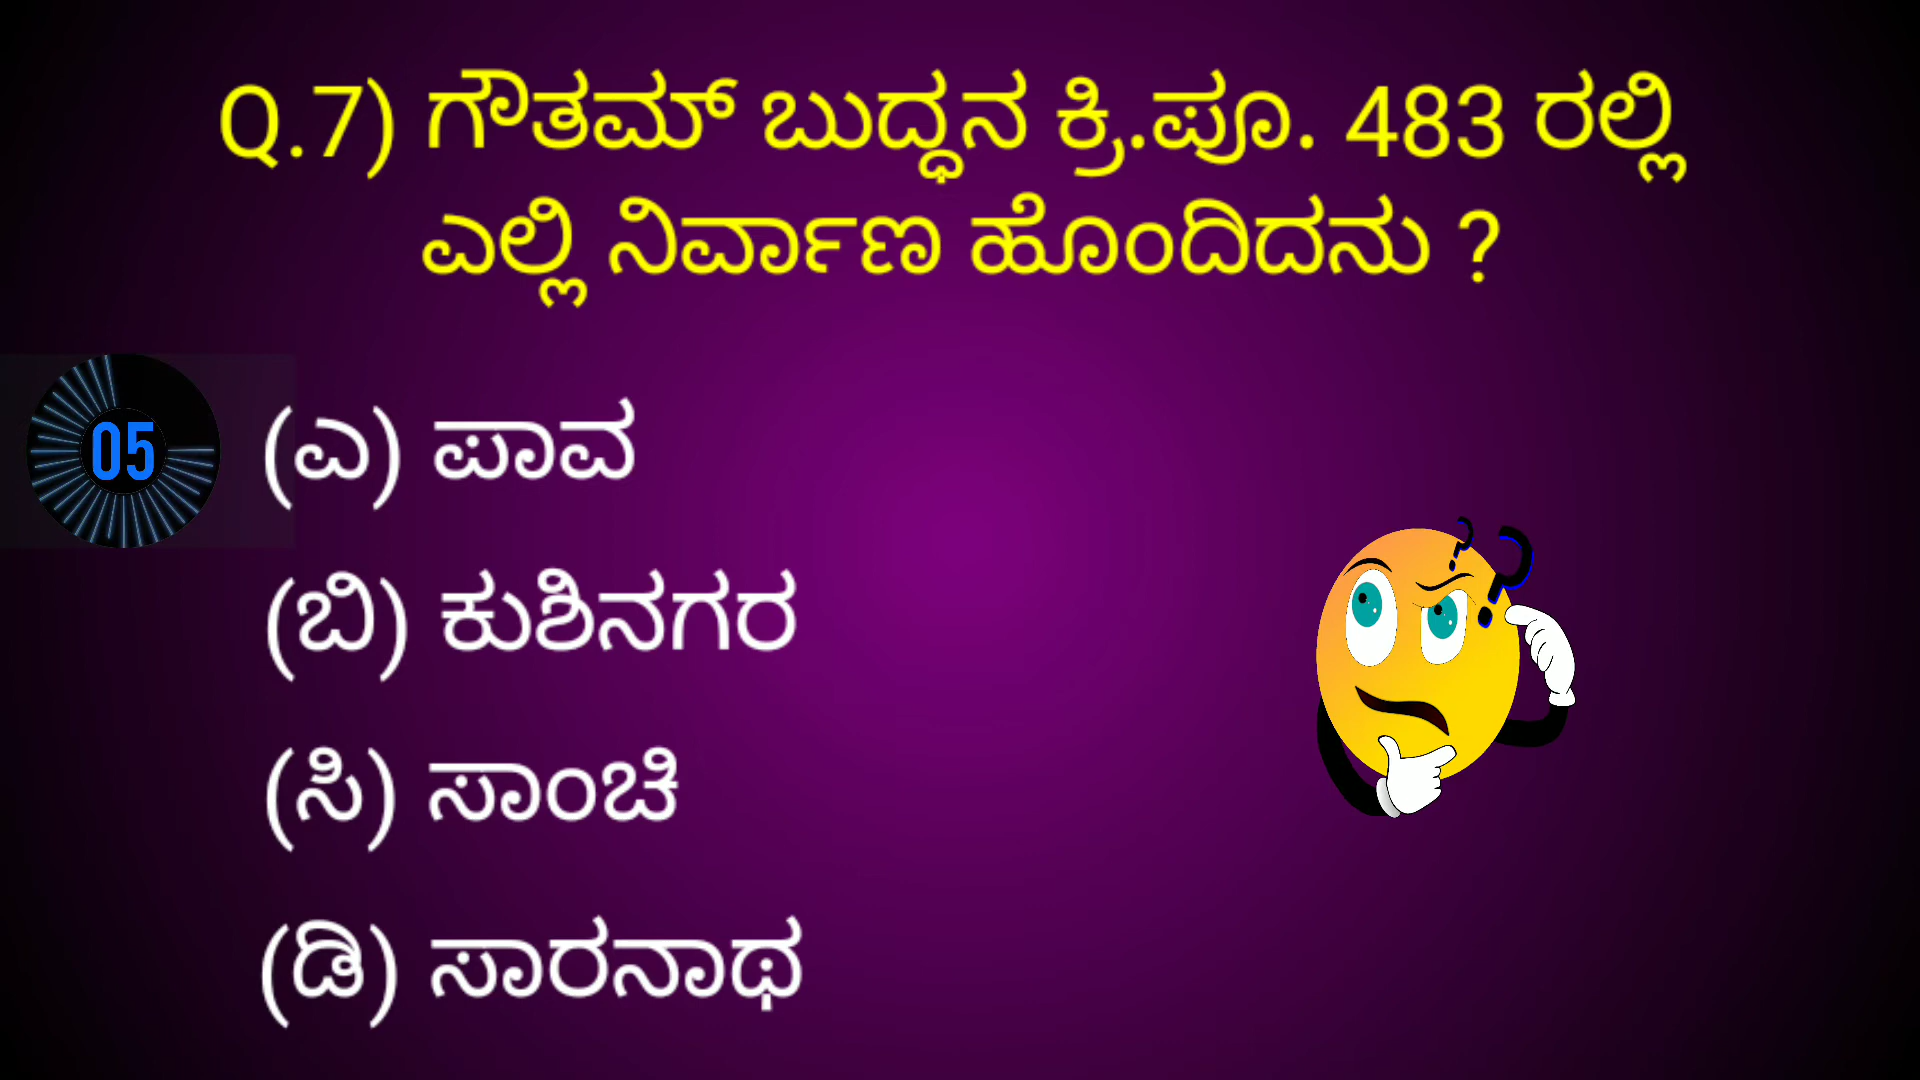 Q.7) ಗೌತಮ್ ಬುದ್ಧನ ಕ್ರಿ.ಪೂ. 483 ರಲ್ಲಿ
ಎಲ್ಲಿ ನಿರ್ವಾಣ ಹೊಂದಿದನು ?
05
(ಎ) ಪಾವ
(ಬಿ) ಕುಶಿನಗರ
(ಸಿ) ಸಾಂಚಿ
(ಡಿ) ಸಾರನಾಥ